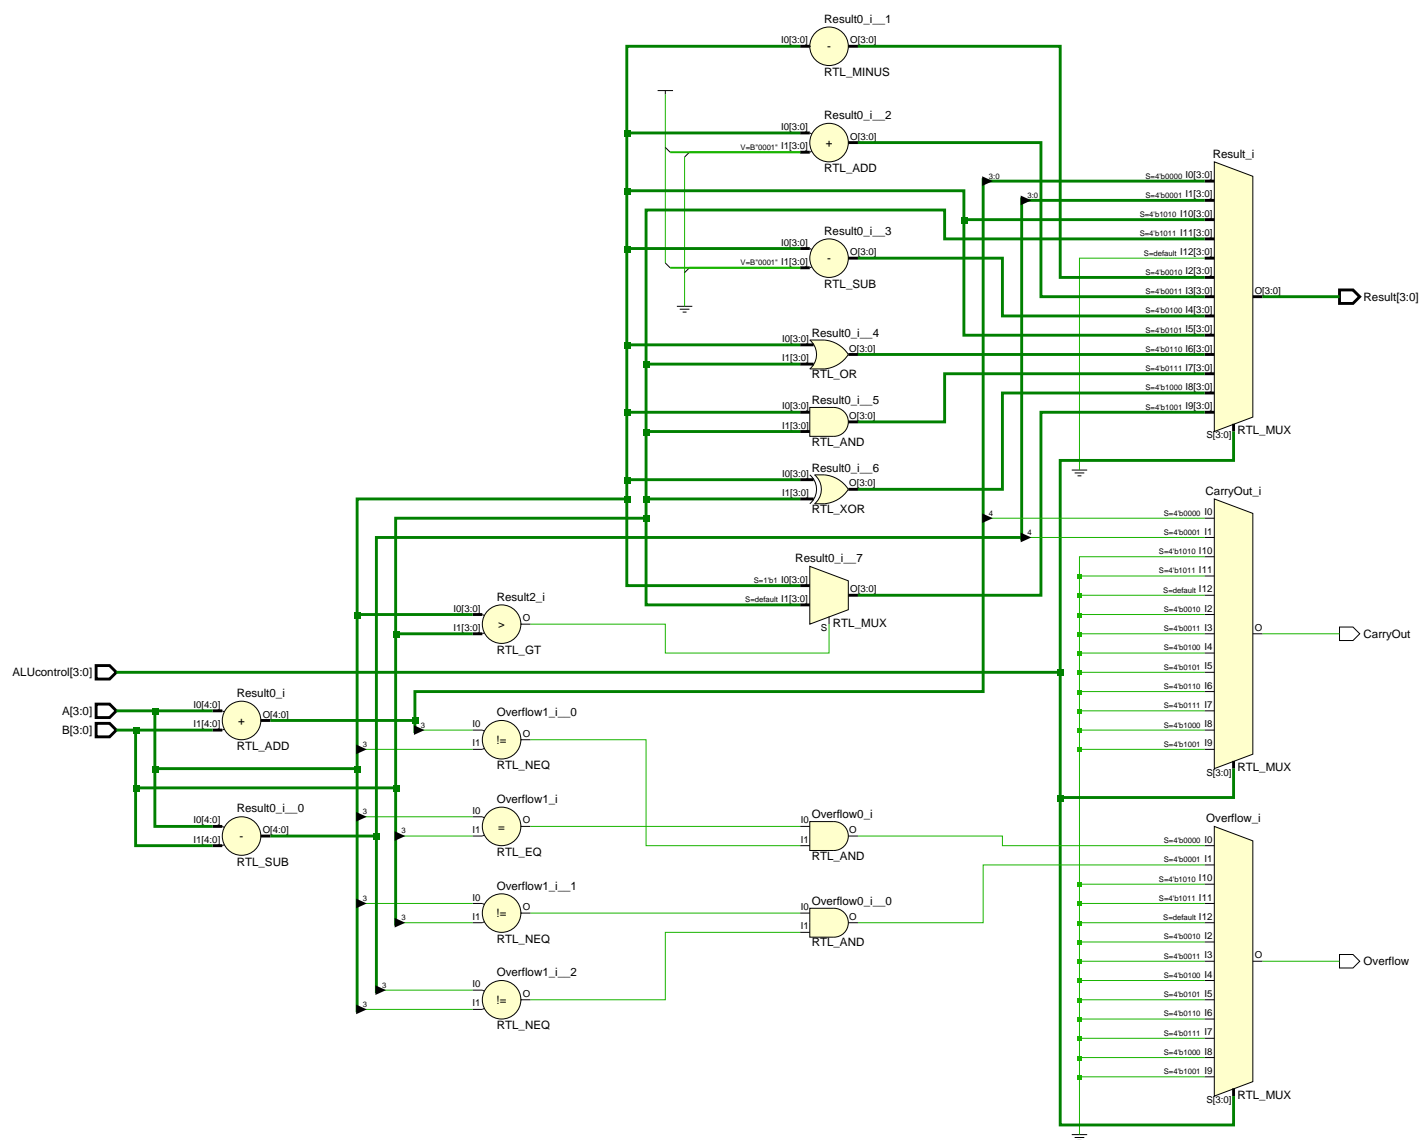 Result0_i__1
I0[3:0] - O[3:0]
RTL_MINUS
Result0_i__2
I0[3:0] O[3:0]
V=B"0001" I1[3:0] +
RTL_ADD
Result_i
3:0 S=4'b0000 I0[3:0]
3:0 S=4'b0001 I1[3:0]
S=4'b1010 I10[3:0]
S=4'b1011 I11[3:0]
S=default I12[3:0]
S=4'b0010 I2[3:0]
S=4'b0011 I3[3:0] O[3:0] Result[3:0]
S=4'b0100 I4[3:0]
S=4'b0101 I5[3:0]
S=4'b0110 I6[3:0]
S=4'b0111 I7[3:0]
S=4'b1000 I8[3:0]
S=4'b1001 I9[3:0]
S[3:0] RTL_MUX
Result0_i__3
I0[3:0] - O[3:0]
V=B"0001" I1[3:0]
RTL_SUB
Result0_i__4
I0[3:0] O[3:0]
I1[3:0]
RTL_OR
Result0_i__5
I0[3:0] O[3:0]
I1[3:0]
RTL_AND
Result0_i__6
I0[3:0] O[3:0]
I1[3:0]
RTL_XOR
Result0_i__7
S=1'b1 I0[3:0] O[3:0]
S=default I1[3:0]
S RTL_MUX
CarryOut_i
4 S=4'b0000 I0
4 S=4'b0001 I1
S=4'b1010 I10
S=4'b1011 I11
S=default I12
S=4'b0010 I2
S=4'b0011 I3 O CarryOut
S=4'b0100 I4
S=4'b0101 I5
S=4'b0110 I6
S=4'b0111 I7
S=4'b1000 I8
S=4'b1001 I9
S[3:0] RTL_MUX
Result2_i
I0[3:0] > O
I1[3:0]
RTL_GT
ALUcontrol[3:0]
A[3:0]
B[3:0]
Result0_i
I0[4:0] + O[4:0]
I1[4:0]
RTL_ADD
Result0_i__0
I0[4:0] - O[4:0]
I1[4:0]
RTL_SUB
Overflow1_i__0
3 I0 != O
3 I1
RTL_NEQ
Overflow1_i
3 I0 = O
3 I1
RTL_EQ
Overflow1_i__1
3 I0 != O
3 I1
RTL_NEQ
Overflow1_i__2
3 I0 != O
3 I1
RTL_NEQ
Overflow0_i
I0 O
I1
RTL_AND
Overflow0_i__0
I0 O
I1
RTL_AND
Overflow_i
S=4'b0000 I0
S=4'b0001 I1
S=4'b1010 I10
S=4'b1011 I11
S=default I12
S=4'b0010 I2
S=4'b0011 I3 O Overflow
S=4'b0100 I4
S=4'b0101 I5
S=4'b0110 I6
S=4'b0111 I7
S=4'b1000 I8
S=4'b1001 I9
S[3:0] RTL_MUX